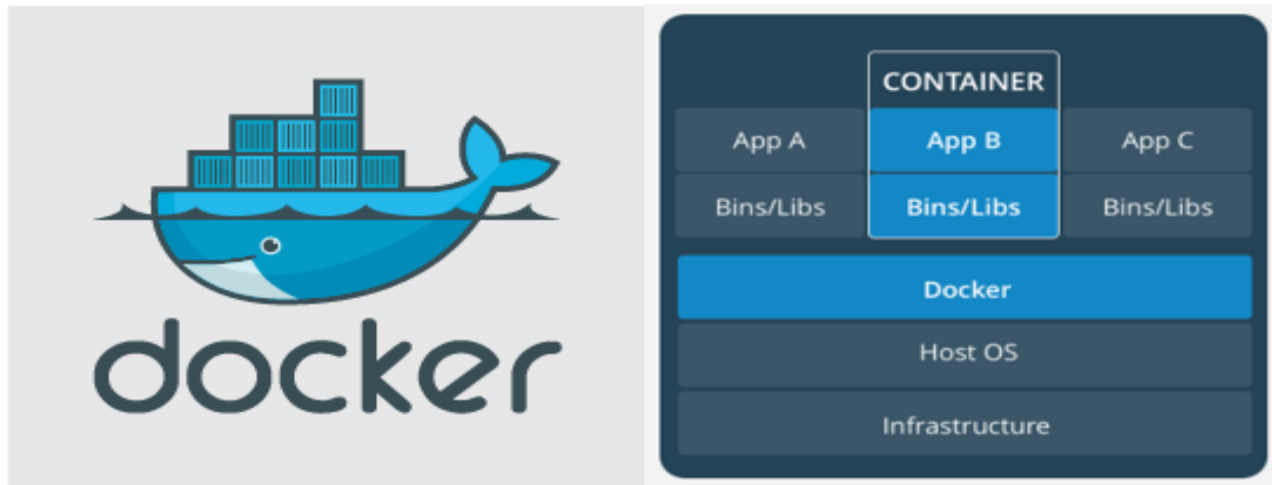 docker
CONTAINER
App A App B App C
Bins/Libs Bins/Libs Bins/Libs
Docker
Host OS
Infrastructure